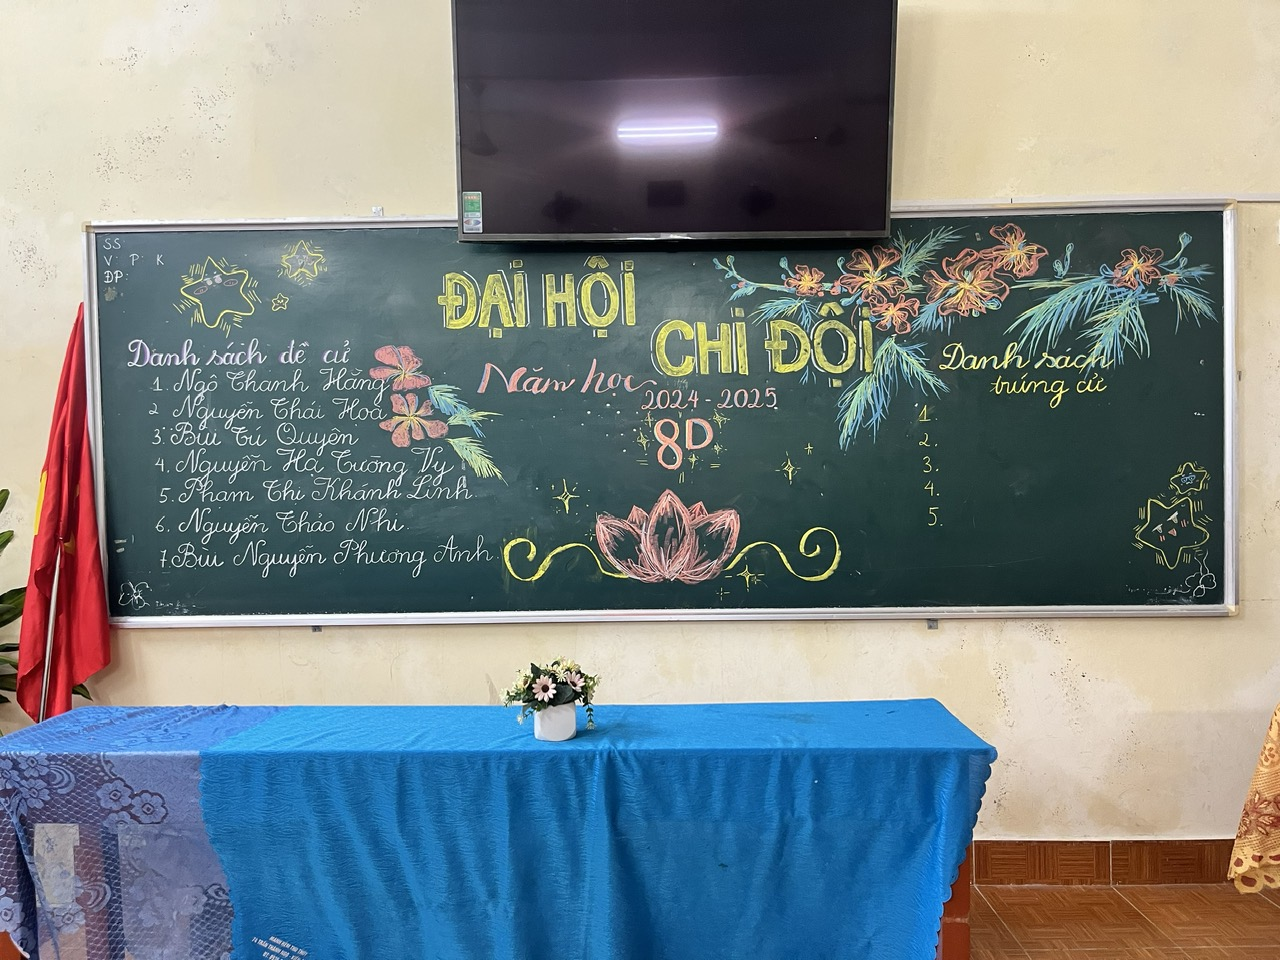 SS:
V: P: K
ĐP:
ĐẠI HỘI
CHI ĐỘI
Năm học
2024-2025
8D
Danh sách đề cử
1. Ngô Thanh Hằng
2 Nguyễn Thái Hoà
3. Bùi Tú Quyên
4. Nguyễn Hà Tường Vy
5. Phạm Thị Khánh Linh.
6. Nguyễn Thảo Nhi.
7. Bùi Nguyễn Phương Anh
Danh sách
trúng cử
1
2.
3.
4.
5.